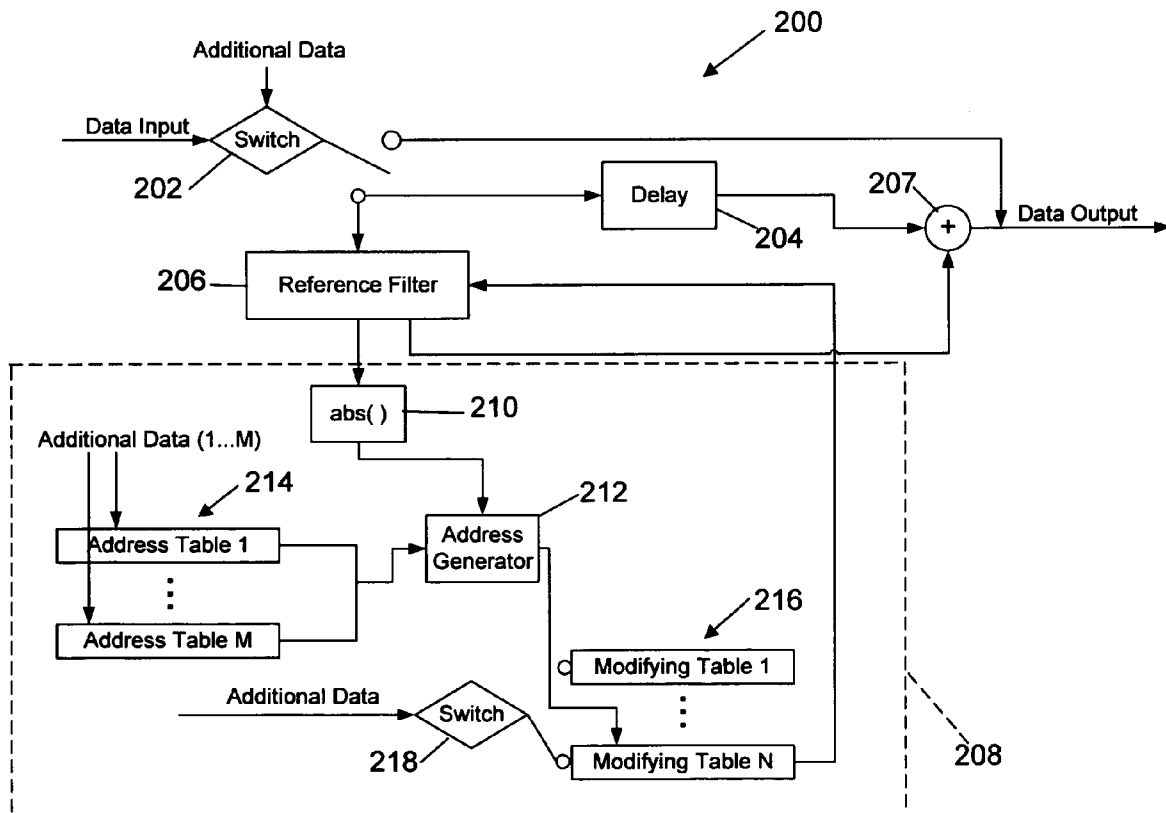 200
Additional Data
Data Input
Switch
202
Delay
204
207
+
Data Output
206
Reference Filter
abs( )
210
Additional Data (1...M)
214
212
Address Table 1
Address
Generator
Address Table M
216
Modifying Table 1
Additional Data
Switch
218
Modifying Table N
208